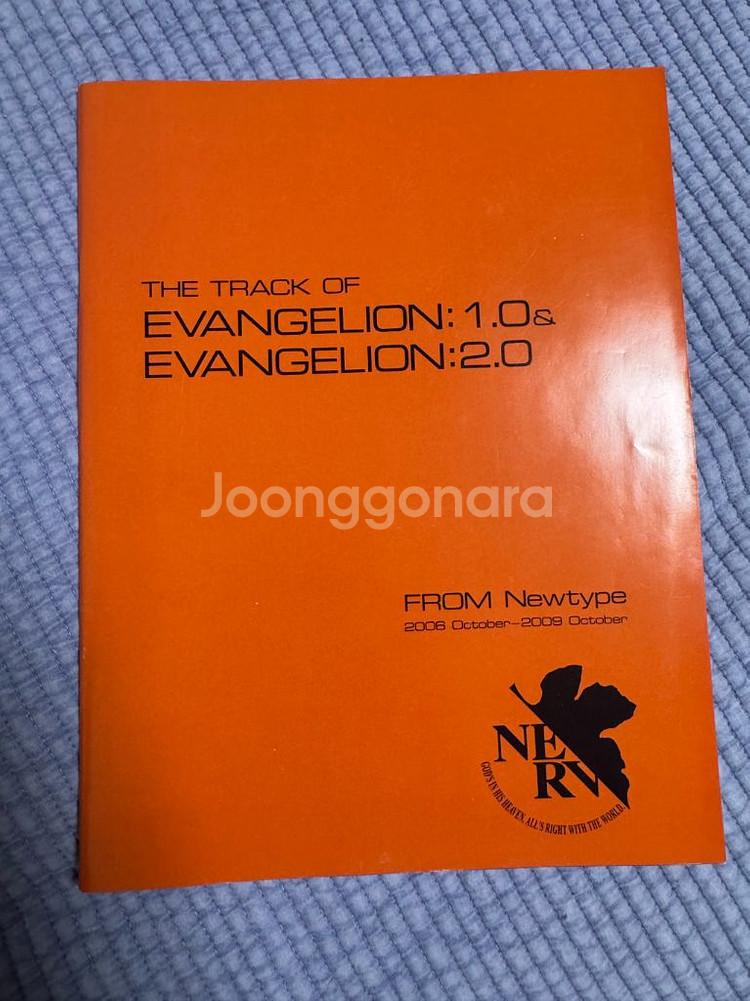 THE TRACK OF
EVANGELION:1.0&
EVANGELION:2.0
Joonggonara
FROM Newtype
2006 October–2009 October
NERV
GOD'S IN HIS HEAVEN. ALL'S RIGHT WITH THE WORLD.